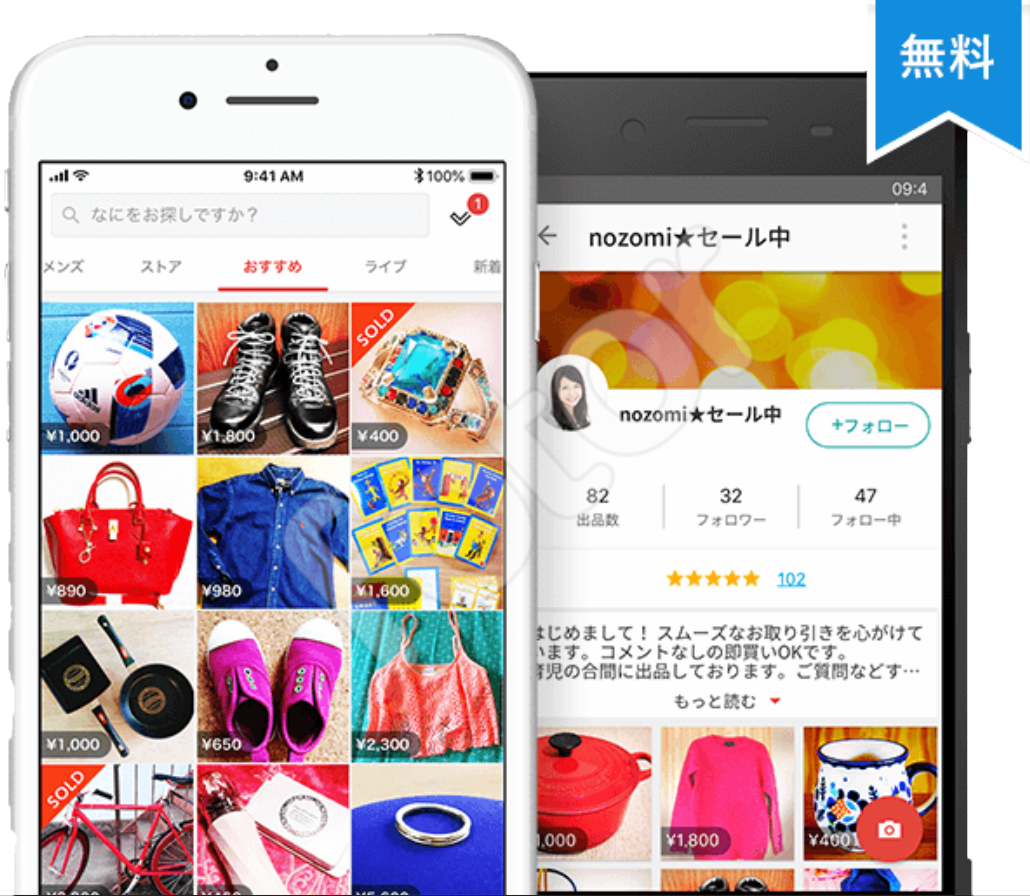 無料
9:41 AM
100%
なにをお探しですか？
1
メンズ
ストア
おすすめ
ライブ
新着
¥1,000
¥1,800
SOLD
¥400
¥890
¥980
¥1,600
¥1,000
¥650
¥2,300
SOLD
09:4
nozomi★セール中
nozomi★セール中
+フォロー
82
出品数
32
フォロワー
47
フォロー中
★★★★★ 102
はじめまして！ スムーズなお取り引きを心がけて
います。コメントなしの即買いOKです。
育児の合間に出品しております。ご質問などす…
もっと読む
,000
¥1,800
¥400